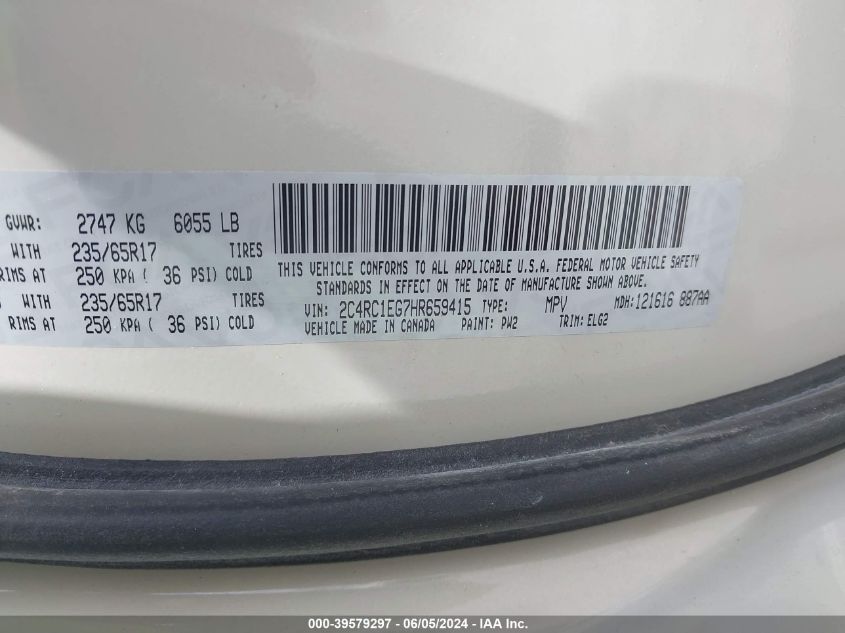 GVWR: 2747 KG 6055 LB
WITH 235/65R17 TIRES
RIMS AT 250 KPA ( 36 PSI) COLD
WITH 235/65R17 TIRES
RIMS AT 250 KPA ( 36 PSI) COLD
THIS VEHICLE CONFORMS TO ALL APPLICABLE U.S.A. FEDERAL MOTOR VEHICLE SAFETY
STANDARDS IN EFFECT ON THE DATE OF MANUFACTURE SHOWN ABOVE.
VIN: 2C4RC1EG7HR659415 TYPE: MPV MDH: 121616 887AA
VEHICLE MADE IN CANADA PAINT: PW2 TRIM: ELG2
000-39579297 - 06/05/2024 - IAA Inc.